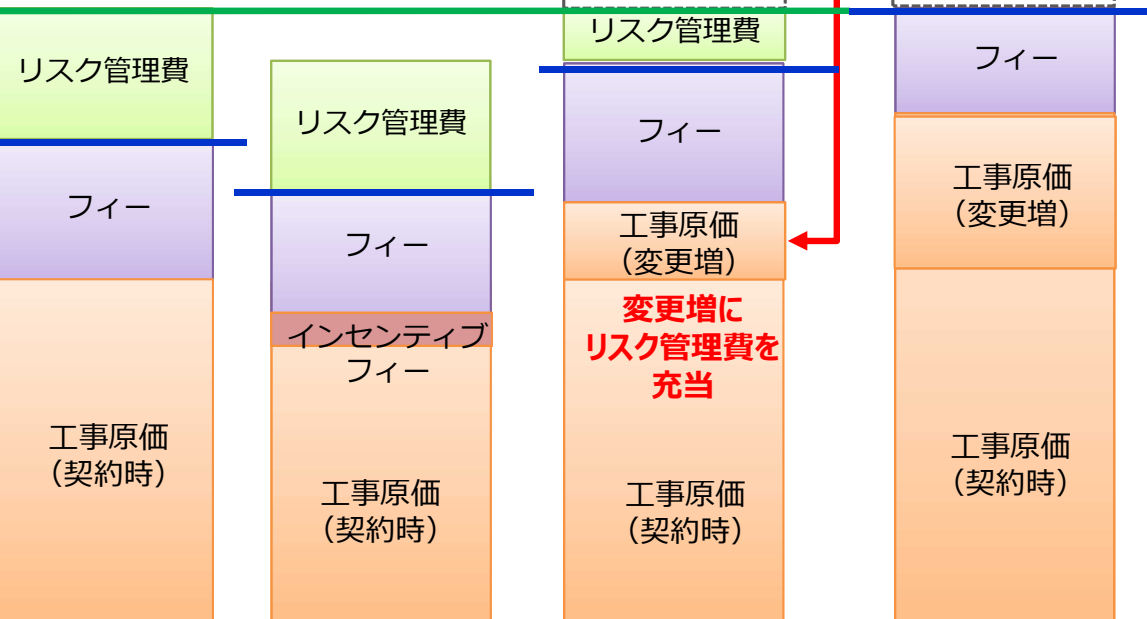 リスク管理費
フィー
工事原価
（契約時）
リスク管理費
フィー
インセンティブ
フィー
工事原価
（契約時）
リスク管理費
フィー
工事原価
（変更増）
変更増に
リスク管理費を
充当
工事原価
（契約時）
フィー
工事原価
（変更増）
工事原価
（契約時）